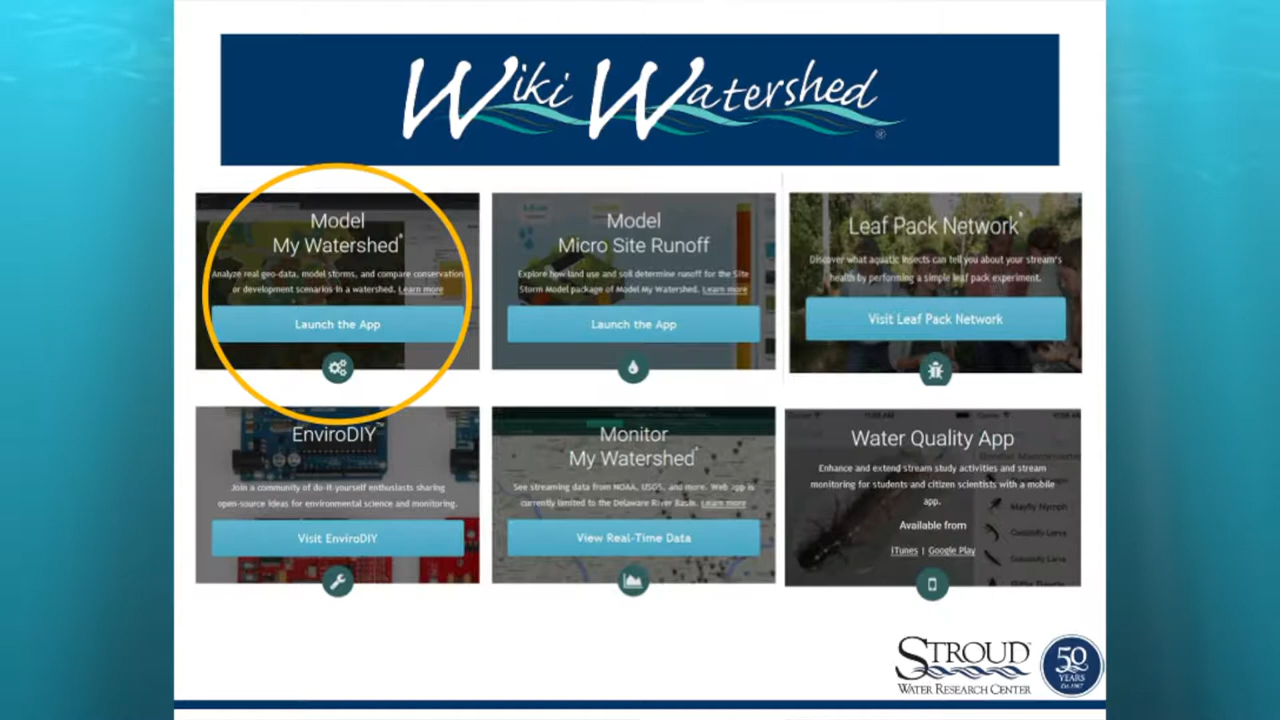 Wiki Watershed®
Model
My Watershed®
Analyze real geo-data, model storms, and compare conservation
or development scenarios in a watershed. Learn more
Launch the App
Model
Micro Site Runoff
Explore how land use and soil determine runoff for the Site
Storm Model package of Model My Watershed. Learn more
Launch the App
Leaf Pack Network®
Discover what aquatic insects can tell you about your stream's
health by performing a simple leaf pack experiment.
Visit Leaf Pack Network
EnviroDIY™
Join a community of do-it-yourself enthusiasts sharing
open-source ideas for environmental science and monitoring.
Visit EnviroDIY
Monitor
My Watershed®
See streaming data from NOAA, USGS, and more. Web app is
currently limited to the Delaware River Basin. Learn more
View Real-Time Data
Water Quality App
Enhance and extend stream study activities and stream
monitoring for students and citizen scientists with a mobile
app.
Available from
iTunes | Google Play
Mayfly Nymph
STROUD™
WATER RESEARCH CENTER
50
YEARS
Est. 1967